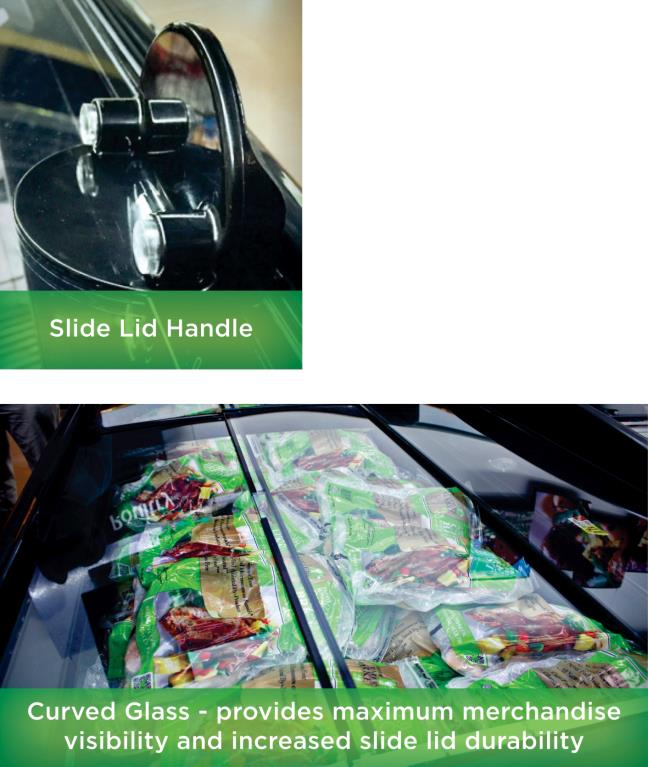 Slide Lid Handle
Curved Glass - provides maximum merchandise
visibility and increased slide lid durability